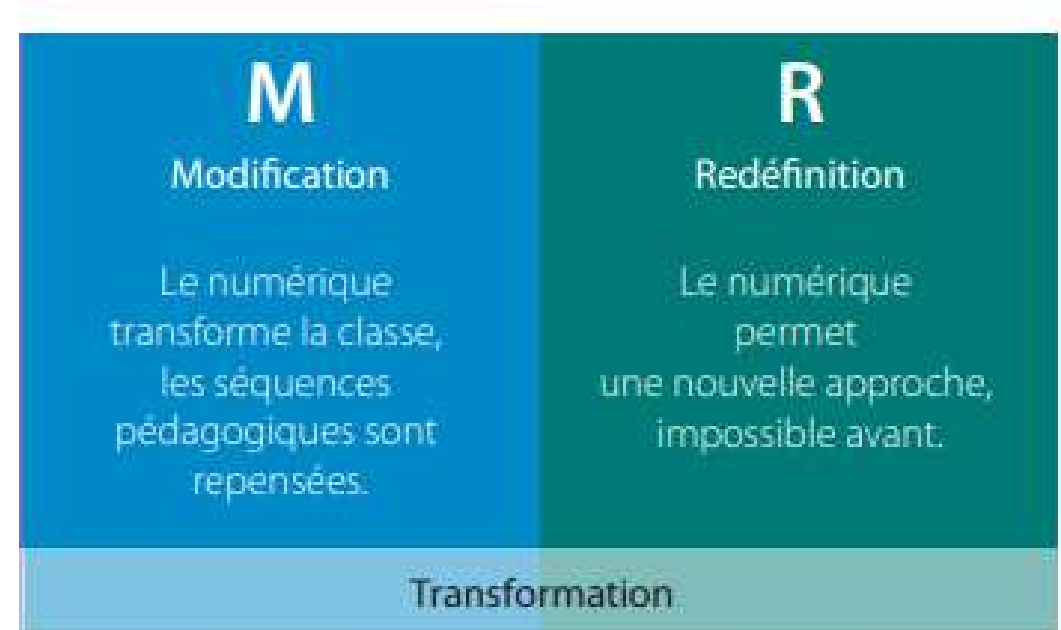 M
Modification
Le numérique
transforme la classe,
les séquences
pédagogiques sont
repensées.
R
Redéfinition
Le numérique
permet
une nouvelle approche,
impossible avant.
Transformation